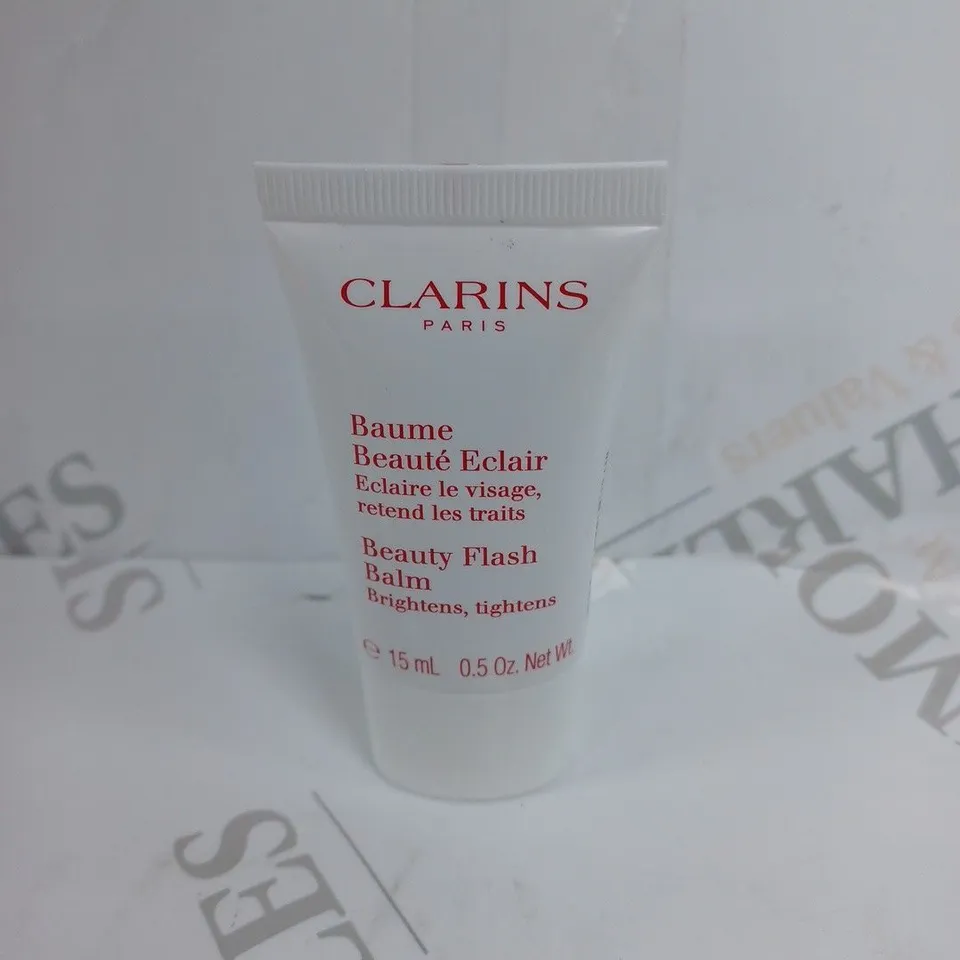 CLARINS
PARIS
Baume
Beauté Eclair
Eclaire le visage,
retend les traits
Beauty Flash
Balm
Brightens, tightens
e 15 mL 0.5 Oz. Net Wt.
& Valuers